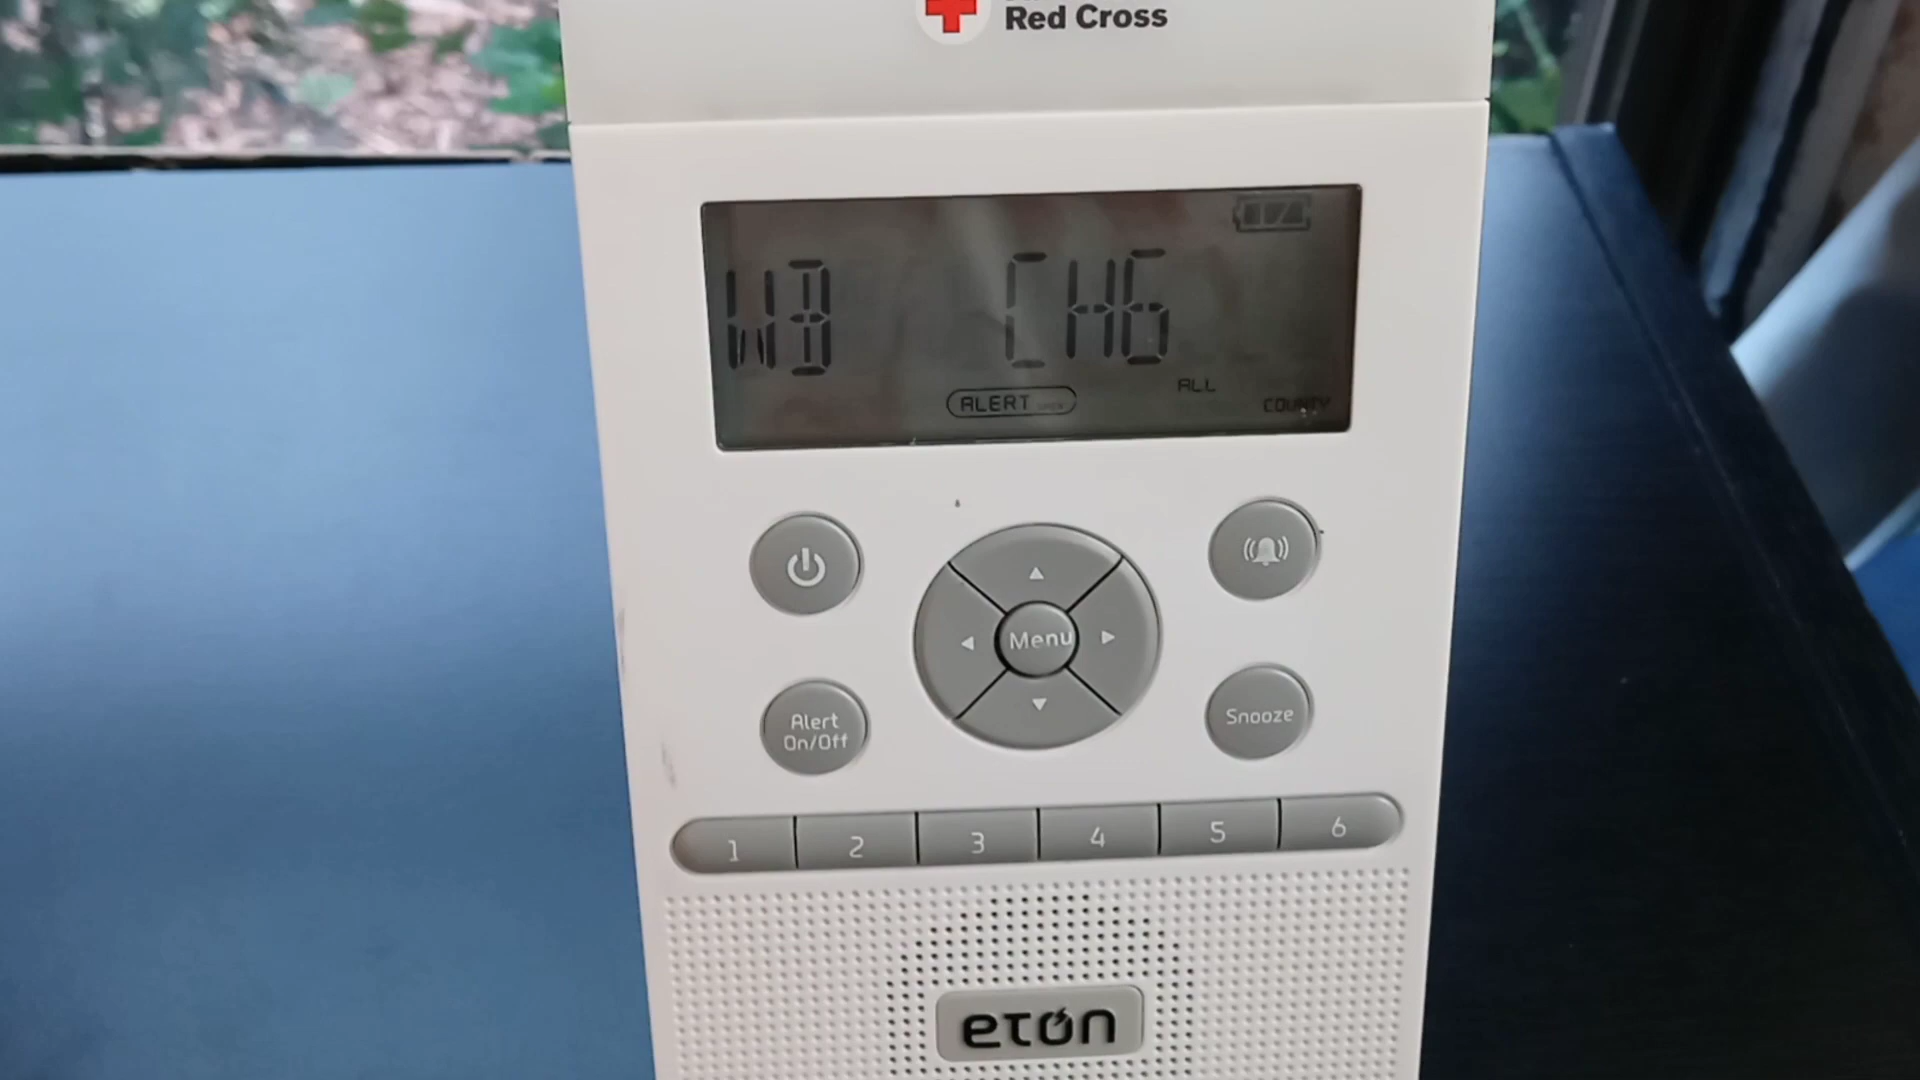 Red Cross
WB CH6
ALERT
ALL
COUNTY
Menu
Alert
On/Off
Snooze
1 2 3 4 5 6
etón